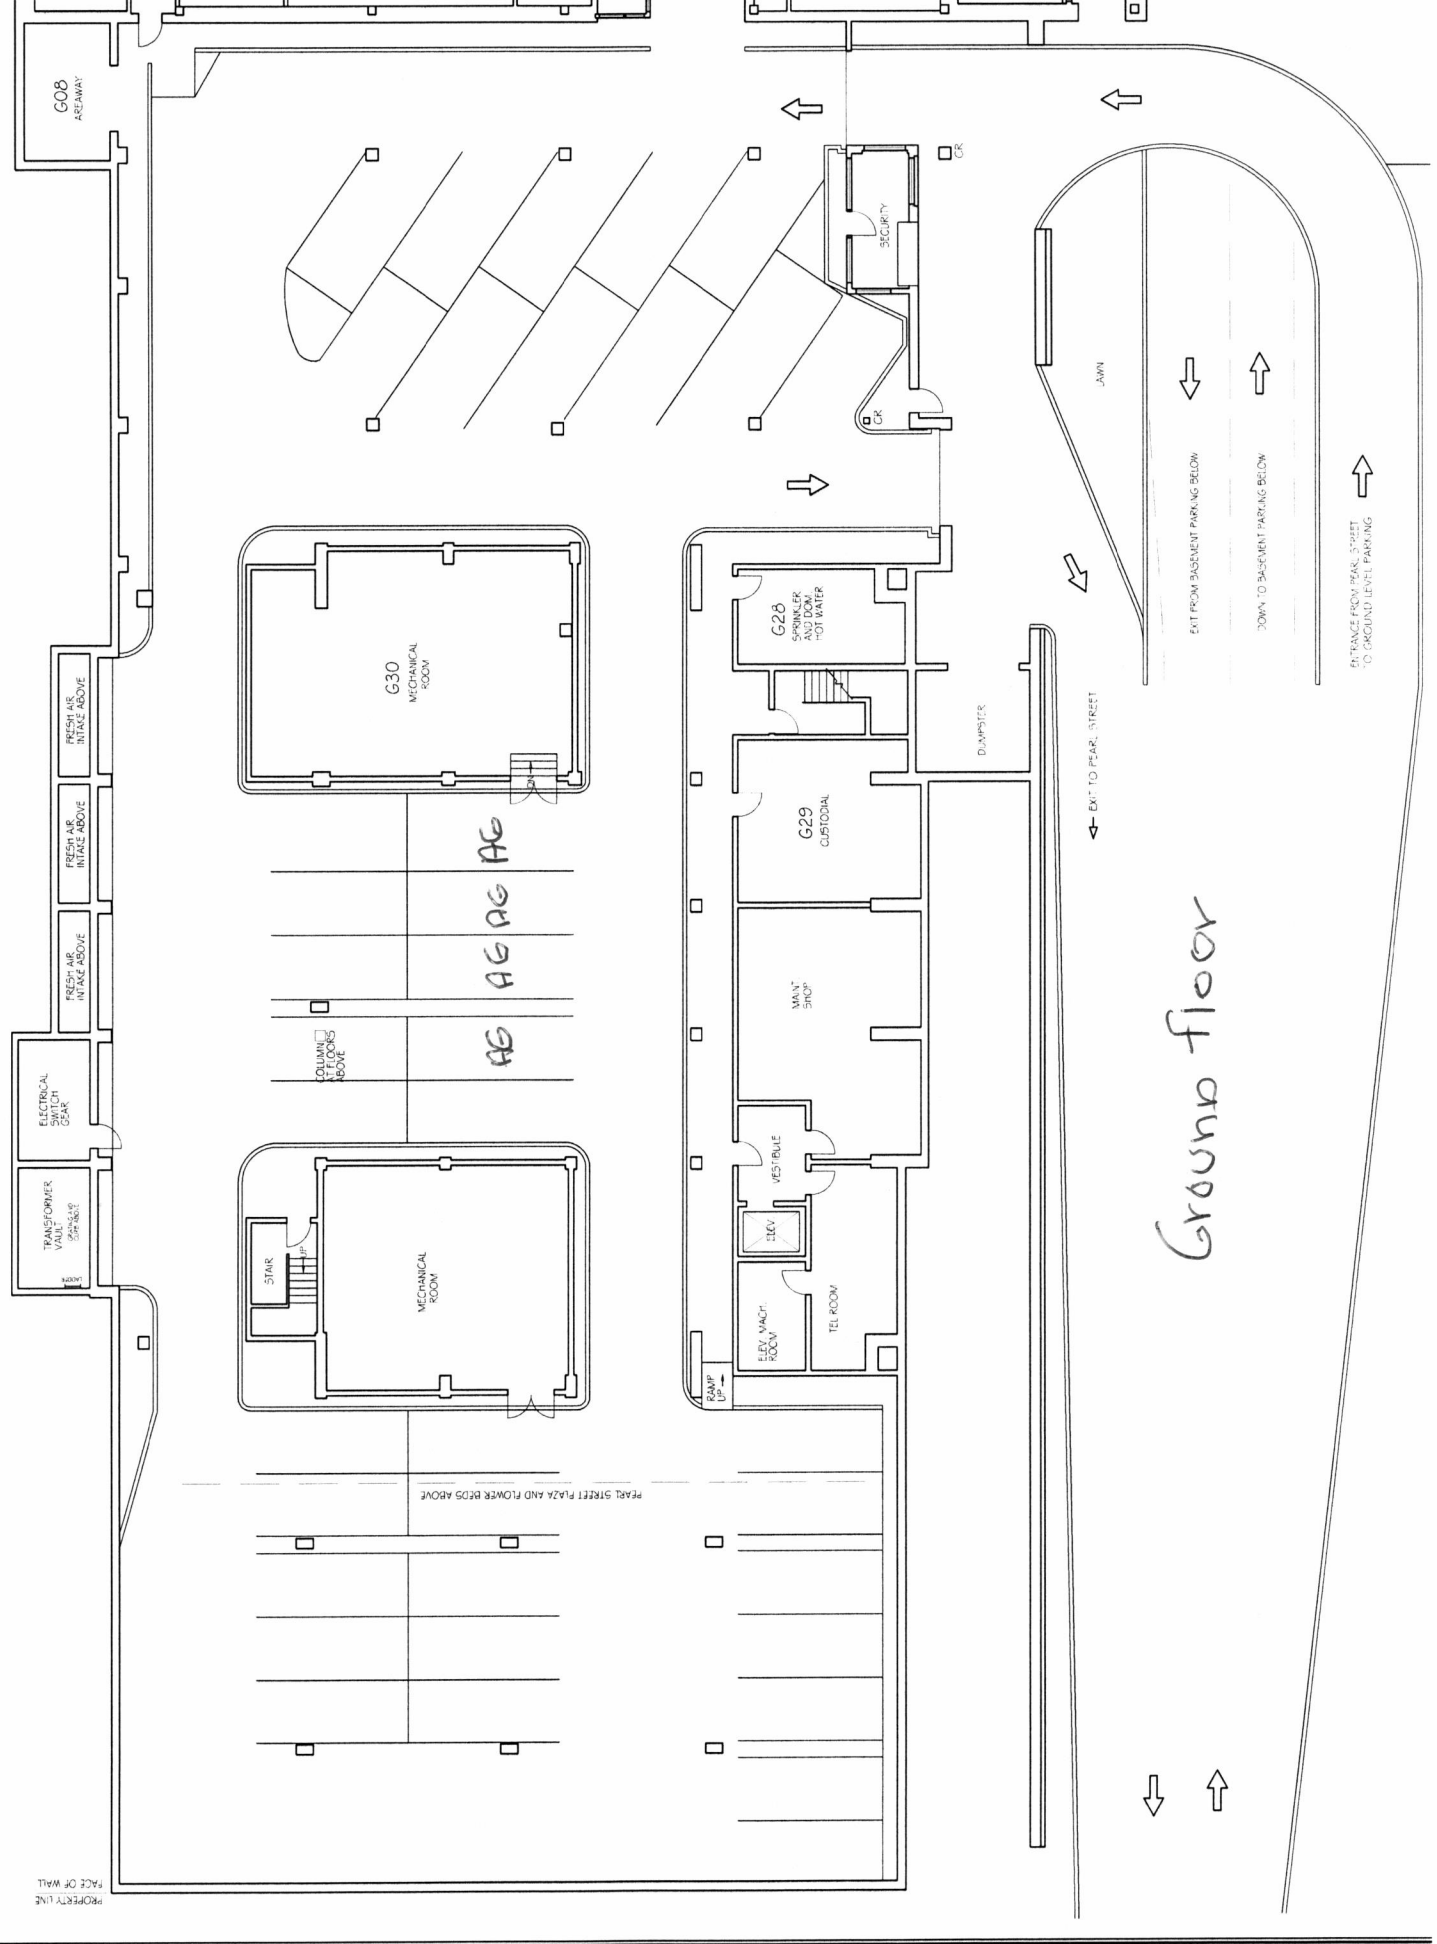 G08
AREAWAY
CR
SECURITY
CR
LAWN
EXIT FROM BASEMENT PARKING BELOW
DOWN TO BASEMENT PARKING BELOW
ENTRANCE FROM PEARL STREET
TO GROUND LEVEL PARKING
G28
SPRINKLER
AND DOM.
HOT WATER
G30
MECHANICAL
ROOM
DN
FRESH AIR
INTAKE ABOVE
FRESH AIR
INTAKE ABOVE
FRESH AIR
INTAKE ABOVE
DUMPSTER
EXIT TO PEARL STREET
G29
CUSTODIAL
AG
AG
AG
AG
MAINT
SHOP
COLUMN
AT FLOORS
ABOVE
Ground floor
ELECTRICAL
SWITCH
GEAR
TRANSFORMER
VAULT
GRATING AND
CURB ABOVE
LADDER
STAIR
UP
MECHANICAL
ROOM
VESTIBULE
ELEV
ELEV. MACH.
ROOM
TEL ROOM
RAMP
UP
PEARL STREET PLAZA AND FLOWER BEDS ABOVE
PROPERTY LINE
FACE OF WALL